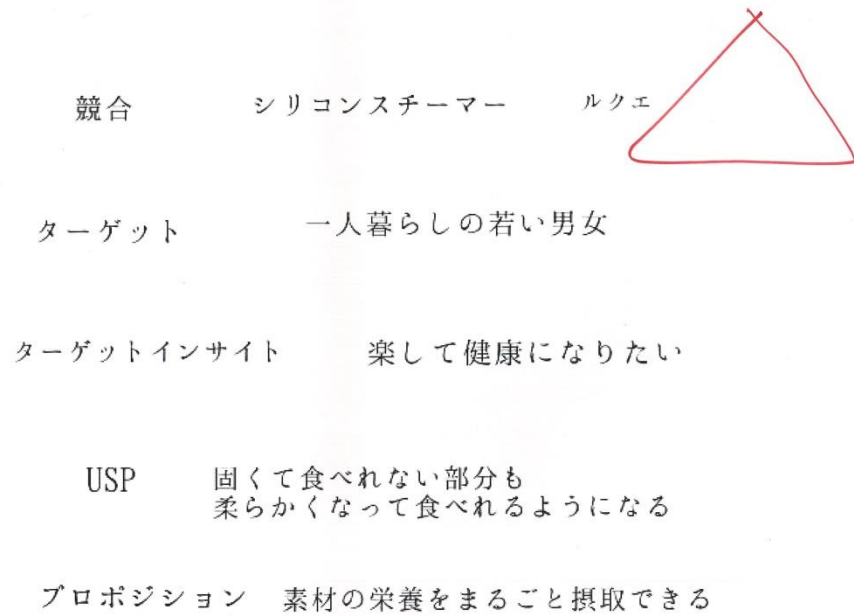 競合 シリコンスチーマー ルクエ
ターゲット 一人暮らしの若い男女
ターゲットインサイト 楽して健康になりたい
USP 固くて食べれない部分も
柔らかくなって食べれるようになる
プロポジション 素材の栄養をまるごと摂取できる